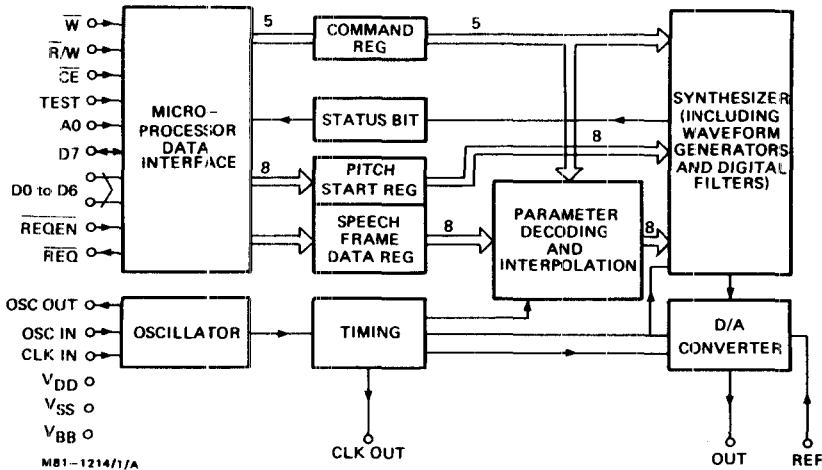 W
R/W
CE
TEST
A0
D7
D0 to D6
REQEN
REQ
OSC OUT
OSC IN
CLK IN
VDD
VSS
VBB
MICRO-
PROCESSOR
DATA
INTERFACE
5
COMMAND
REG
5
STATUS BIT
8
PITCH
START REG
8
SPEECH
FRAME
DATA REG
8
PARAMETER
DECODING
AND
INTERPOLATION
8
SYNTHESIZER
(INCLUDING
WAVEFORM
GENERATORS
AND DIGITAL
FILTERS)
OSCILLATOR
TIMING
D/A
CONVERTER
CLK OUT
OUT
REF
M81-1214/1/A